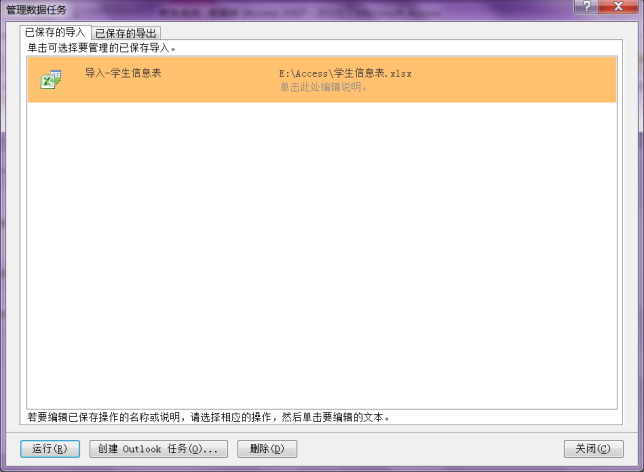 管理数据任务
已保存的导入 已保存的导出
单击可选择要管理的已保存导入。
导入-学生信息表 E:\Access\学生信息表.xlsx
单击此处编辑说明。
若要编辑已保存操作的名称或说明，请选择相应的操作，然后单击要编辑的文本。
运行(R) 创建 Outlook 任务(O)... 删除(D) 关闭(C)